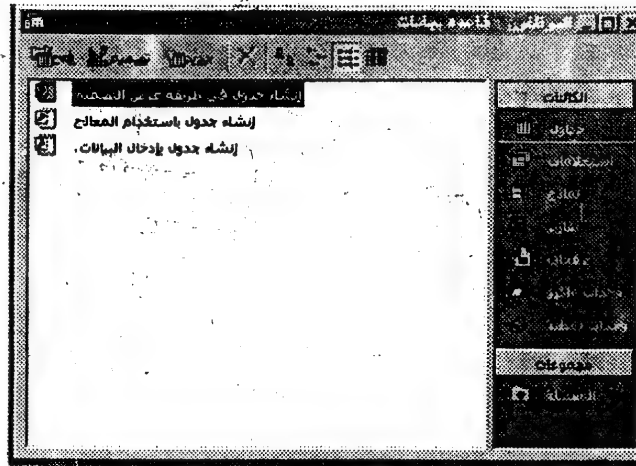 قاعدة بيانات
إنشاء جدول في طريقة عرض التصميم
إنشاء جدول باستخدام المعالج
إنشاء جدول بإدخال البيانات
الكائنات
جداول
استعلامات
نماذج
تقارير
صفحات
وحدات ماكرو
وحدات نمطية
مجموعات
المفضلة